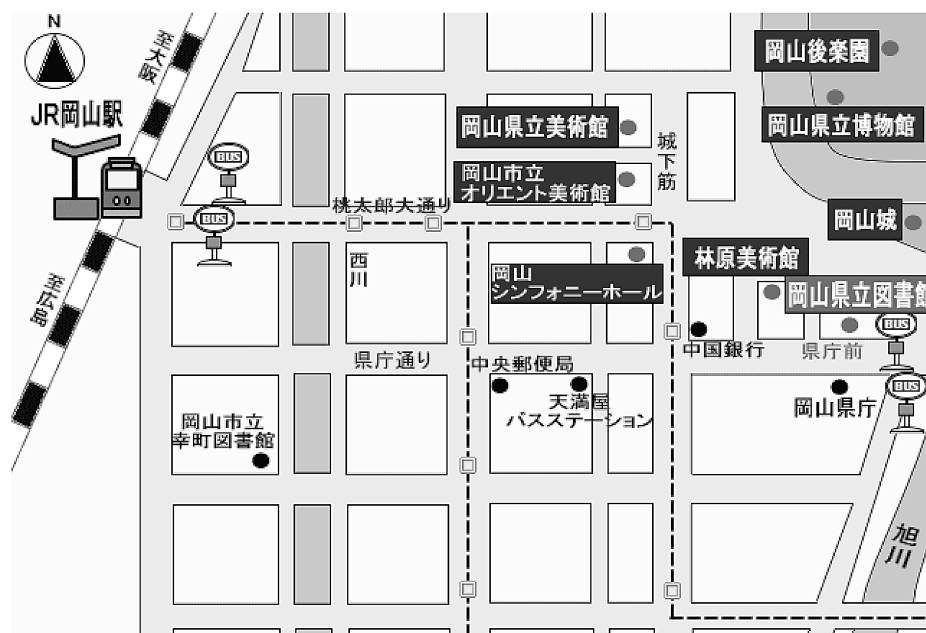 N
至大阪
JR岡山駅
至広島
BUS
BUS
桃太郎大通り
岡山県立美術館
岡山市立
オリエント美術館
城下筋
岡山後楽園
岡山県立博物館
岡山城
西川
岡山
シンフォニーホール
林原美術館
岡山県立図書館
BUS
中国銀行
県庁前
県庁通り
中央郵便局
天満屋
バスステーション
岡山市立
幸町図書館
岡山県庁
BUS
旭川